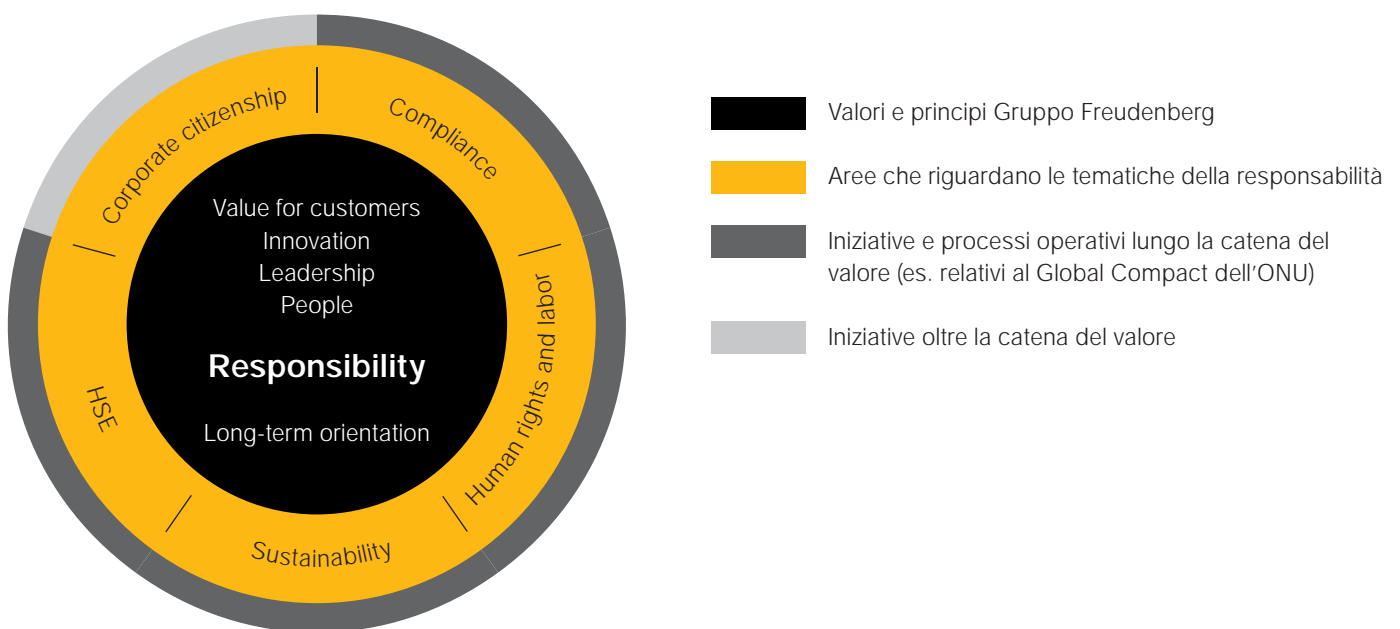 Corporate citizenship
Compliance
Human rights and labor
Sustainability
HSE
Value for customers
Innovation
Leadership
People
Responsibility
Long-term orientation
Valori e principi Gruppo Freudenberg
Aree che riguardano le tematiche della responsabilità
Iniziative e processi operativi lungo la catena del
valore (es. relativi al Global Compact dell’ONU)
Iniziative oltre la catena del valore